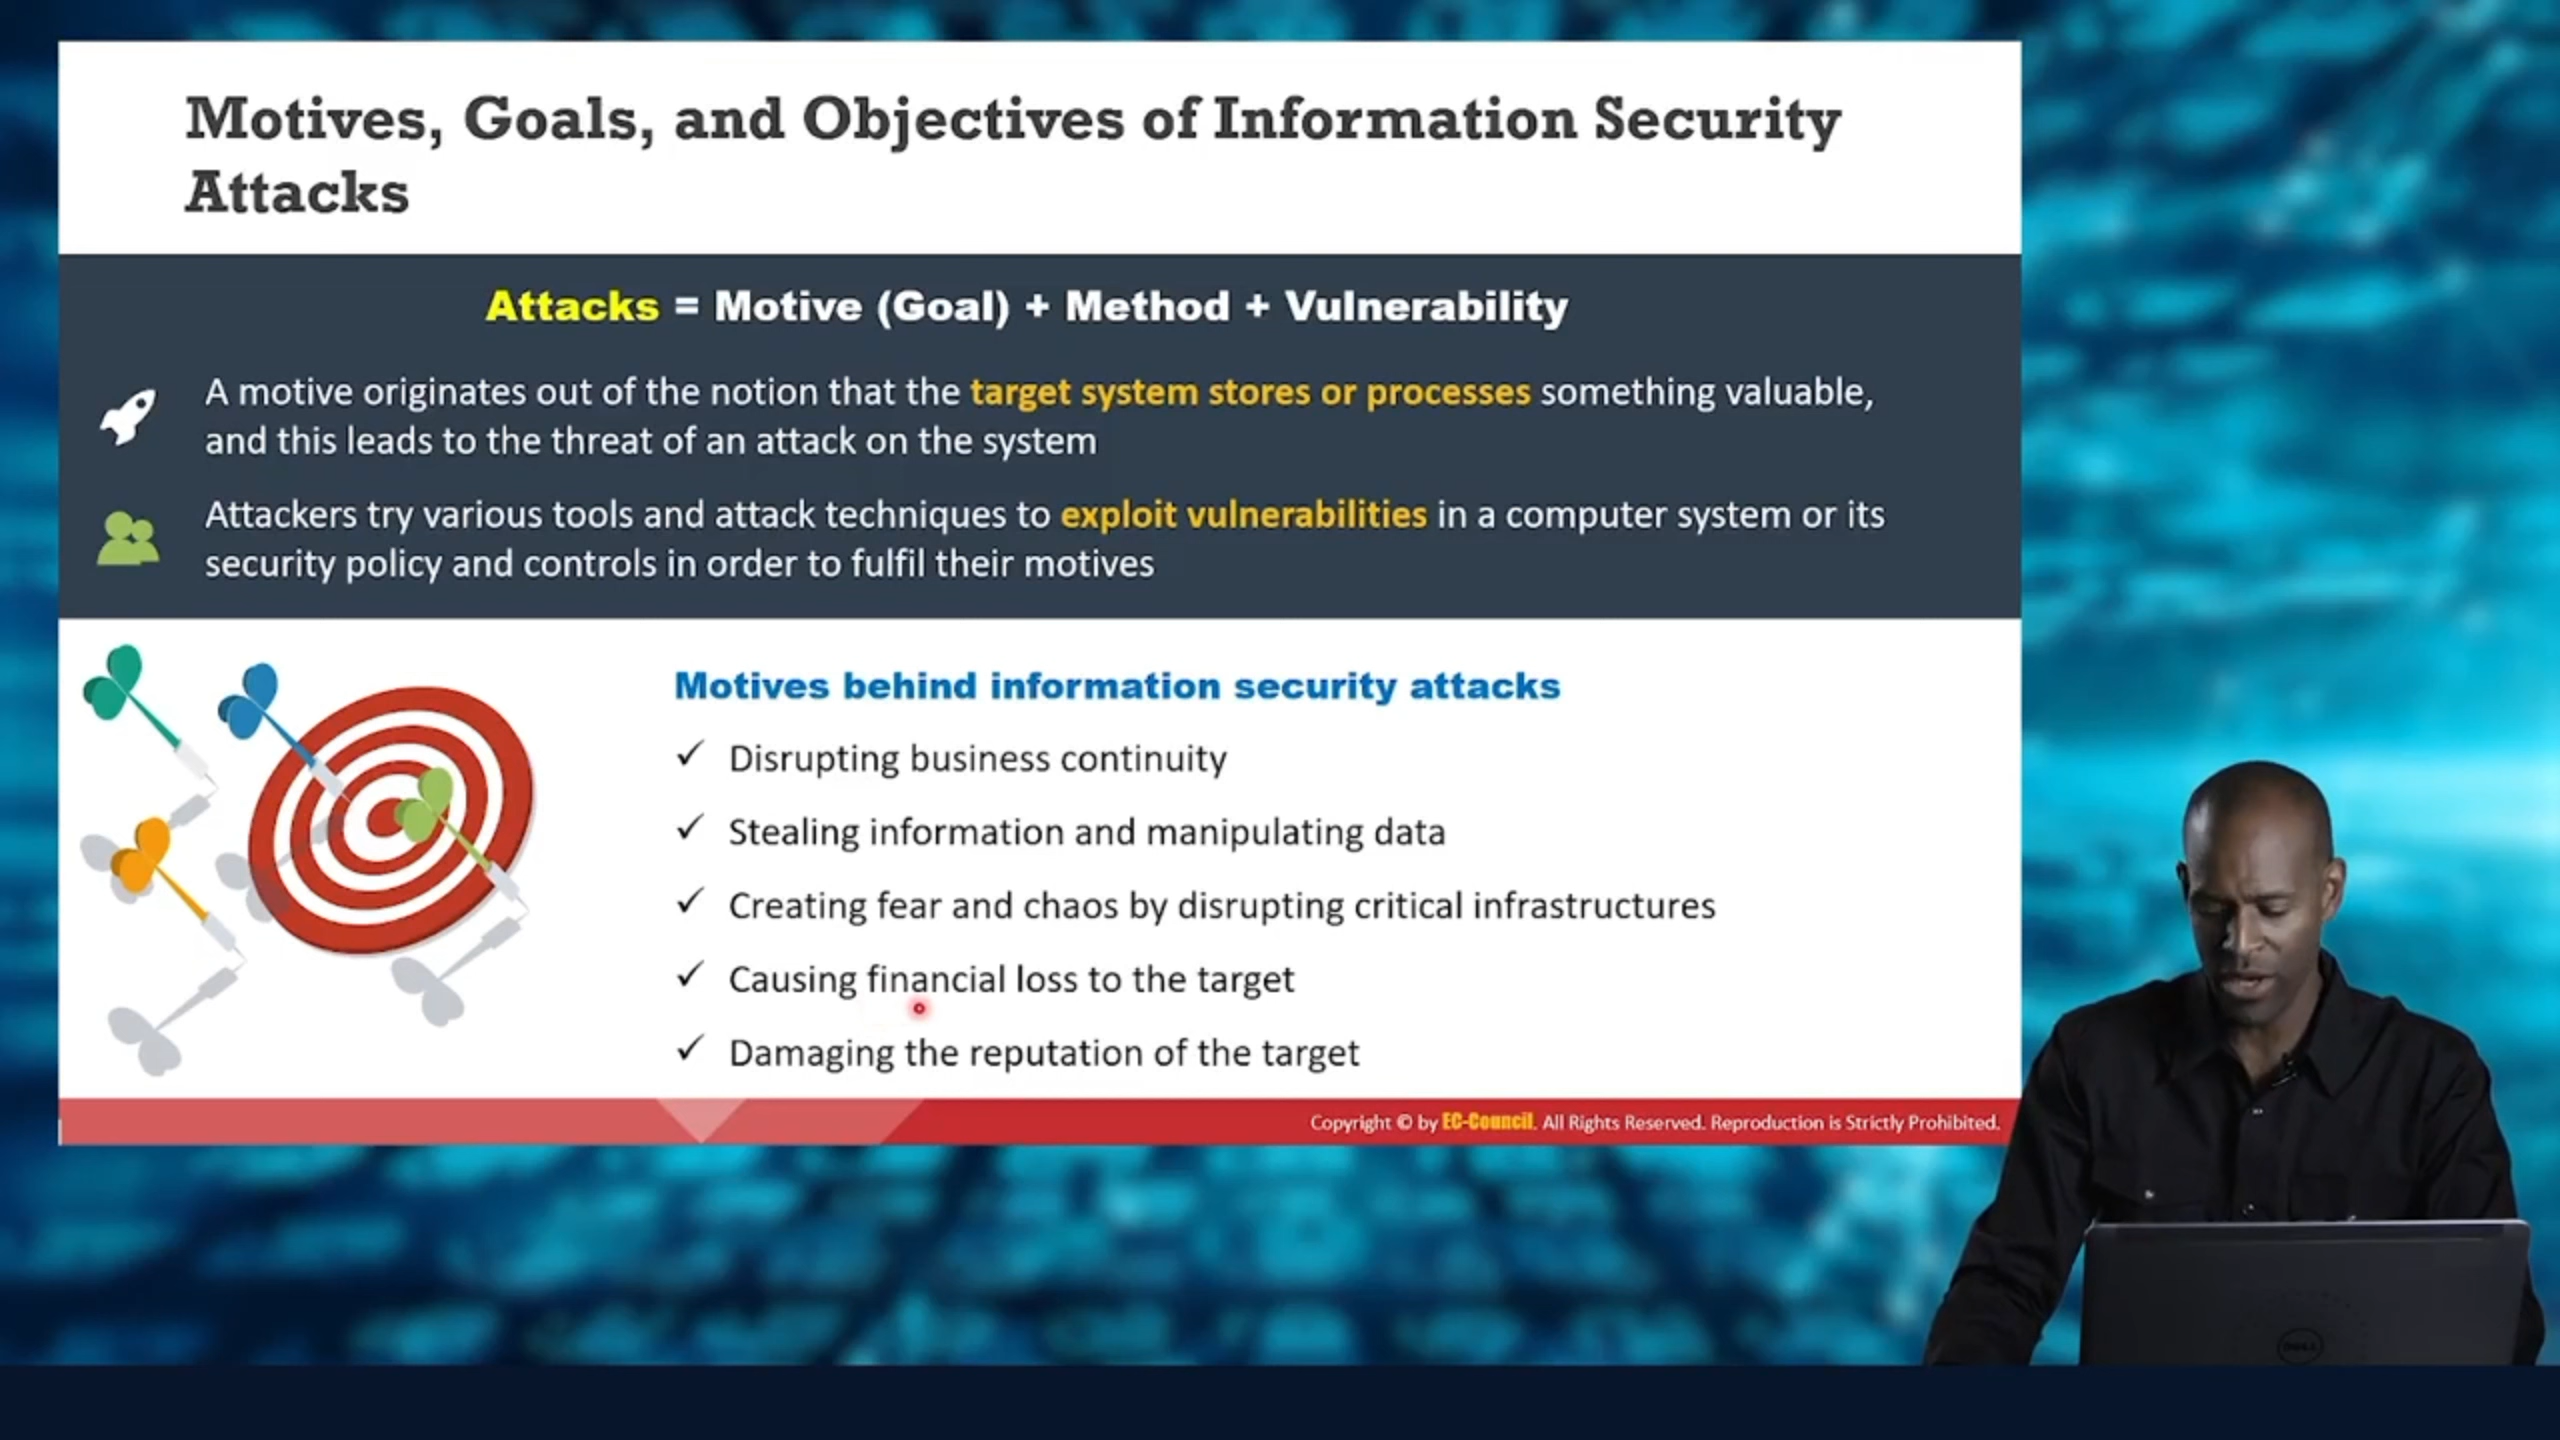 Motives, Goals, and Objectives of Information Security
Attacks
Attacks = Motive (Goal) + Method + Vulnerability
A motive originates out of the notion that the target system stores or processes something valuable,
and this leads to the threat of an attack on the system
Attackers try various tools and attack techniques to exploit vulnerabilities in a computer system or its
security policy and controls in order to fulfil their motives
Motives behind information security attacks
✓ Disrupting business continuity
✓ Stealing information and manipulating data
✓ Creating fear and chaos by disrupting critical infrastructures
✓ Causing financial loss to the target
✓ Damaging the reputation of the target
Copyright © by EC-Council. All Rights Reserved. Reproduction is Strictly Prohibited.
DELL